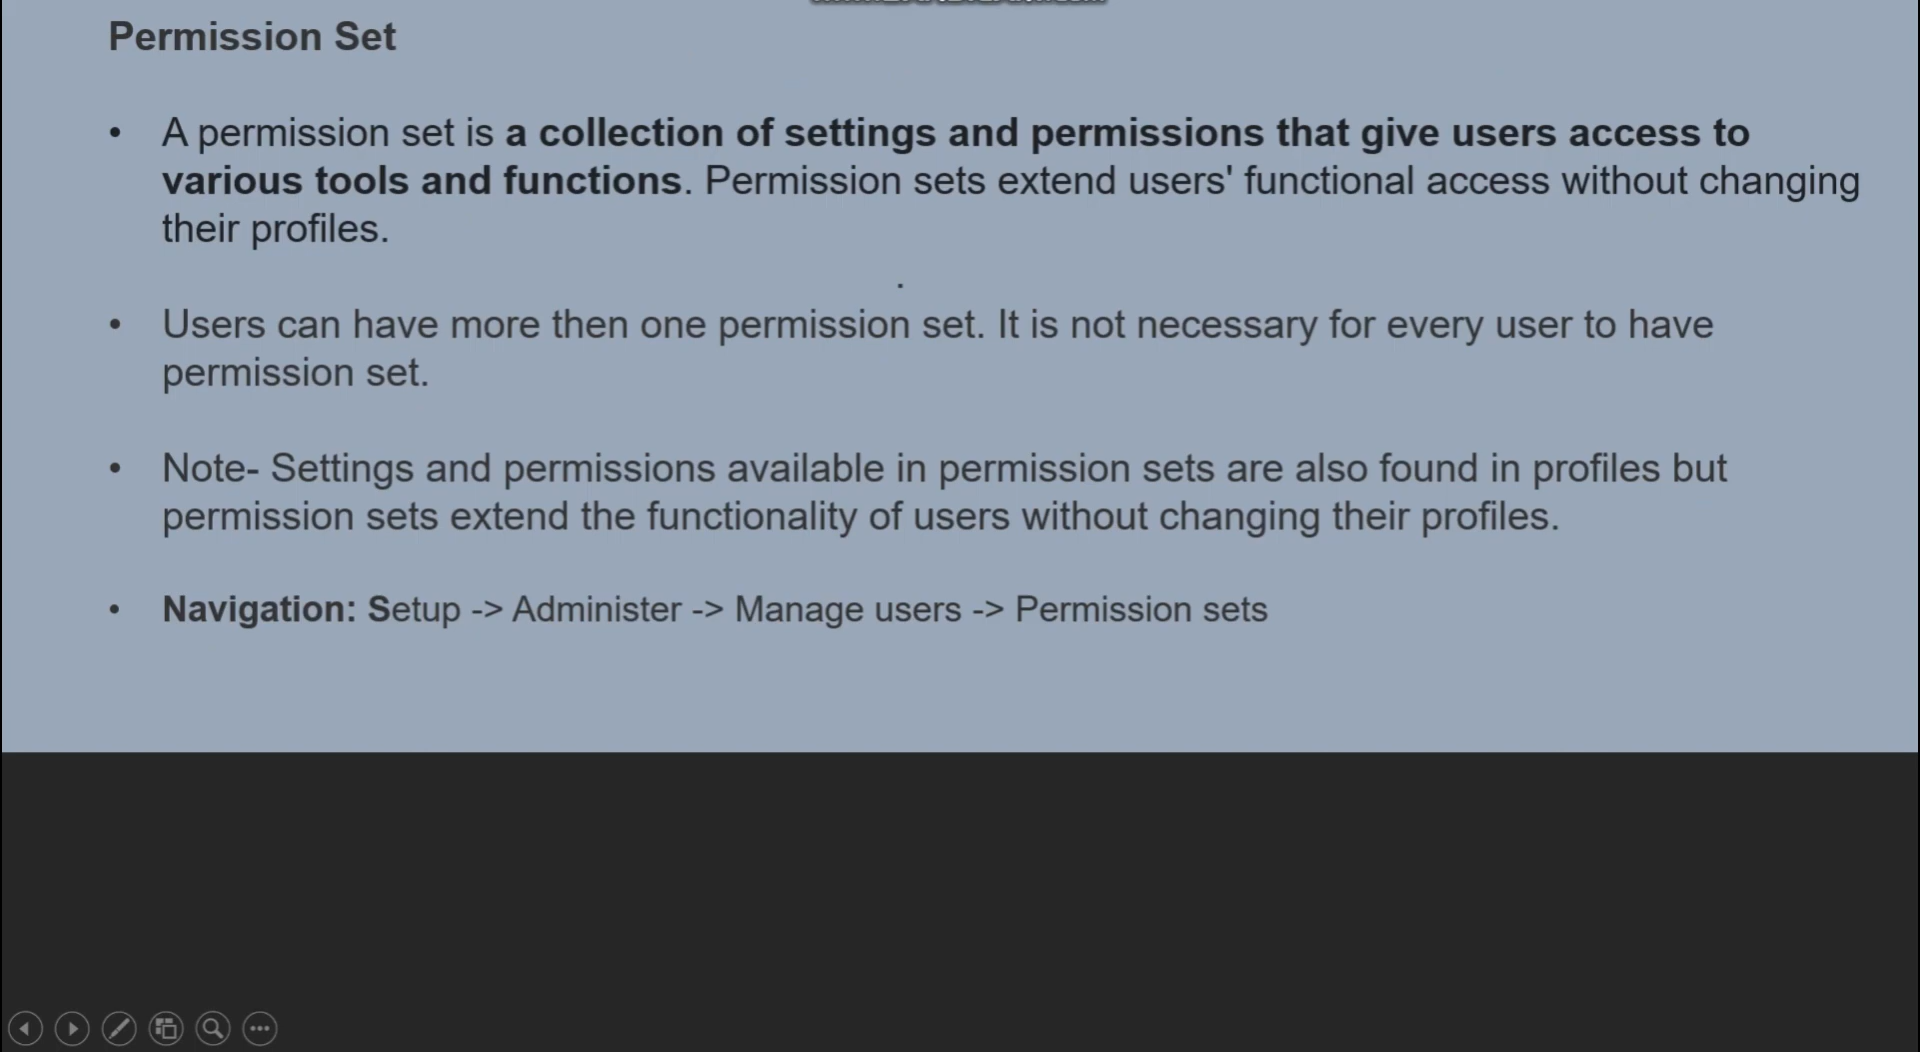 Permission Set
• A permission set is a collection of settings and permissions that give users access to
various tools and functions. Permission sets extend users' functional access without changing
their profiles.
• Users can have more then one permission set. It is not necessary for every user to have
permission set.
• Note- Settings and permissions available in permission sets are also found in profiles but
permission sets extend the functionality of users without changing their profiles.
• Navigation: Setup -> Administer -> Manage users -> Permission sets